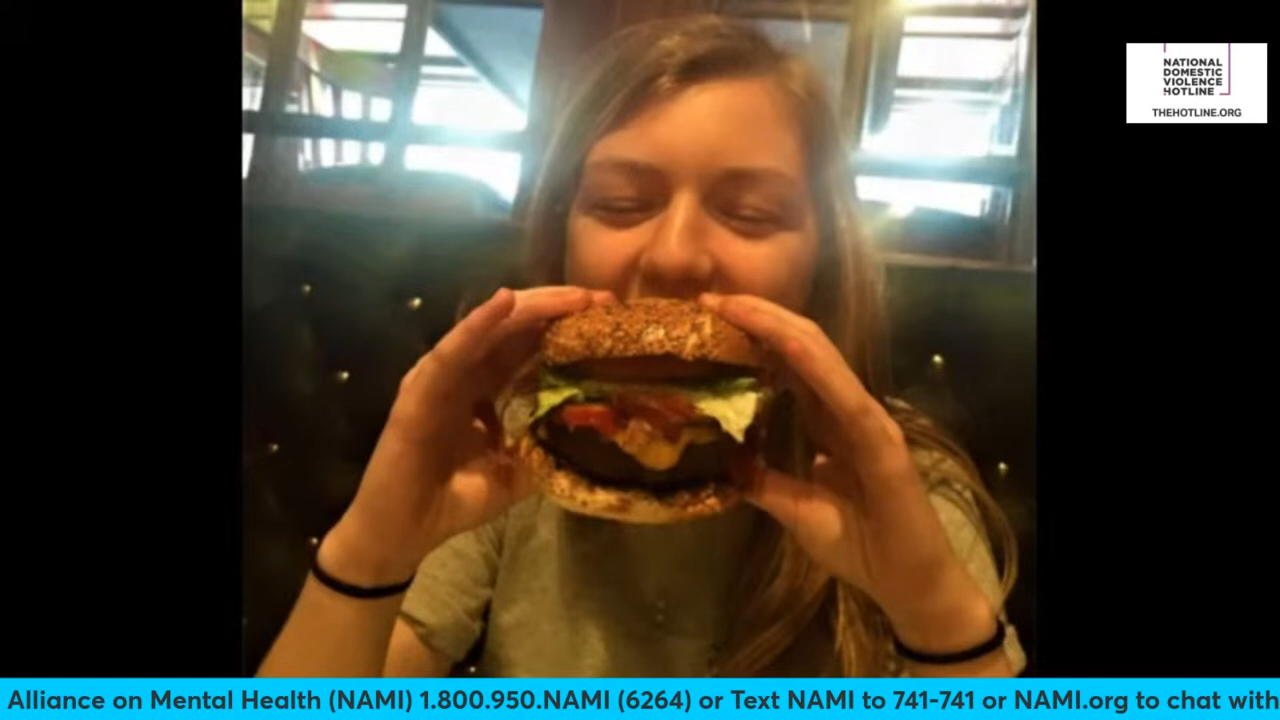 NATIONAL
DOMESTIC
VIOLENCE
HOTLINE
THEHOTLINE.ORG
Alliance on Mental Health (NAMI) 1.800.950.NAMI (6264) or Text NAMI to 741-741 or NAMI.org to chat with